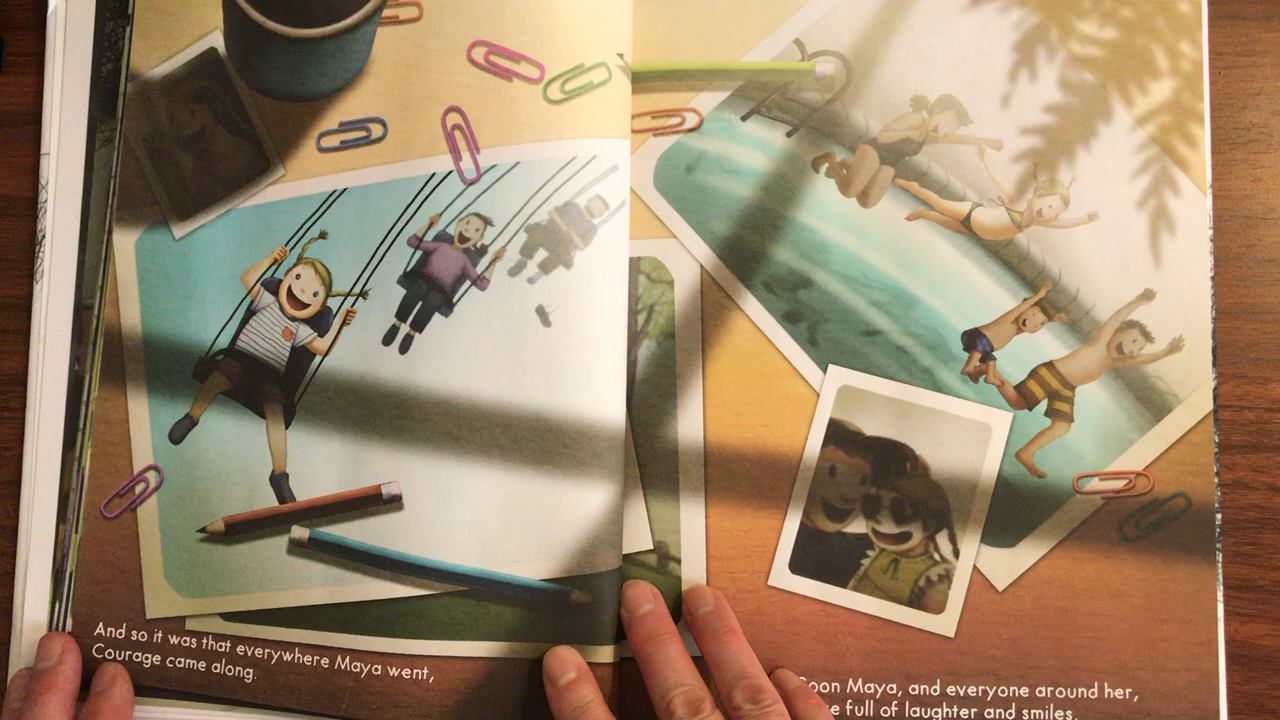 And so it was that everywhere Maya went,
Courage came along.
Soon Maya, and everyone around her,
full of laughter and smiles.